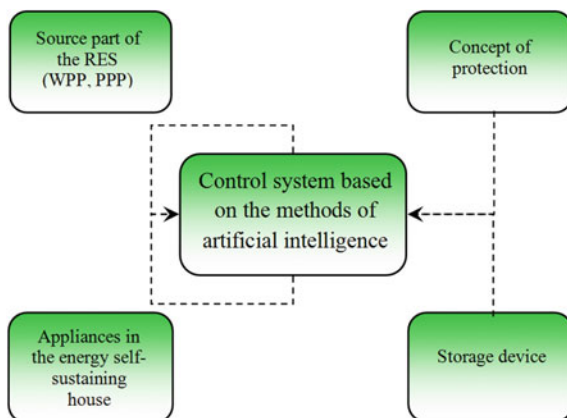 Source part of
the RES
(WPP, PPP)
Concept of
protection
Control system based
on the methods of
artificial intelligence
Appliances in
the energy self-
sustaining
house
Storage device